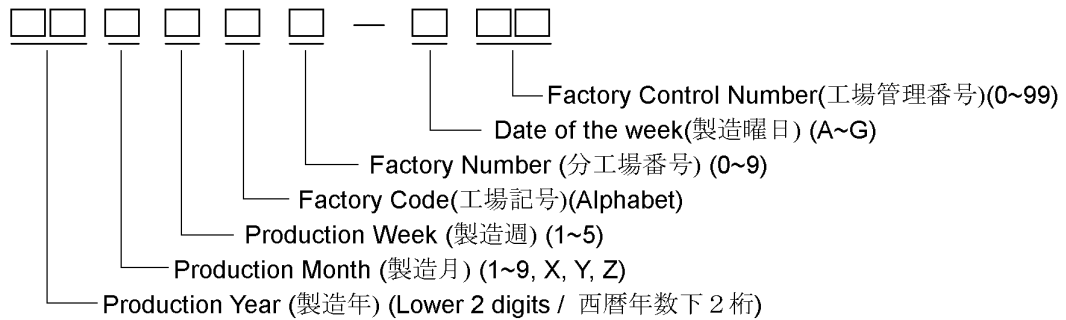 Factory Control Number(工場管理番号)(0~99)
Date of the week(製造曜日) (A~G)
Factory Number (分工場番号) (0~9)
Factory Code(工場記号)(Alphabet)
Production Week (製造週) (1~5)
Production Month (製造月) (1~9, X, Y, Z)
Production Year (製造年) (Lower 2 digits / 西暦年数下２桁)